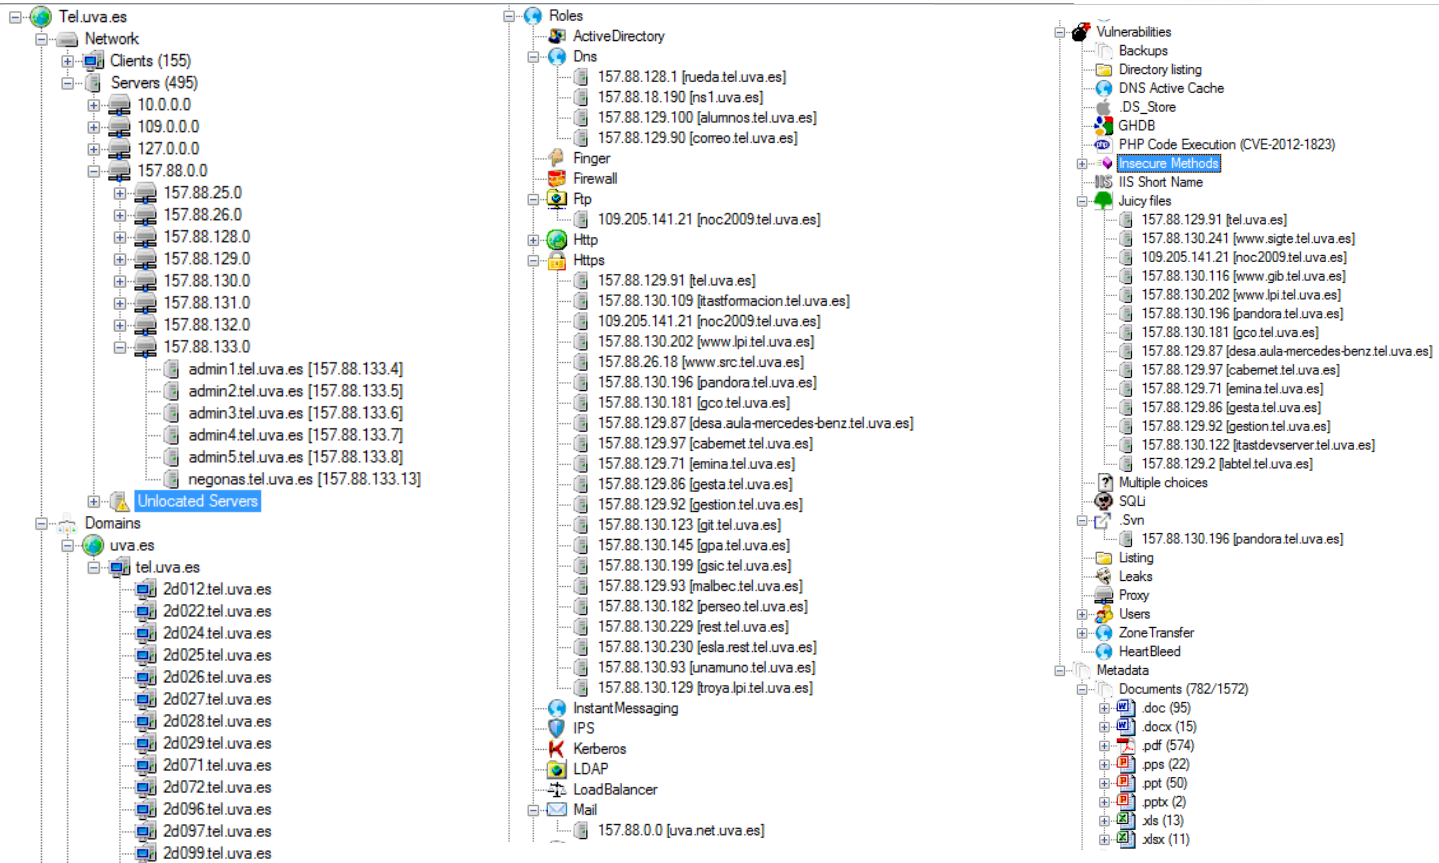 Tel.uva.es
Network
Clients (155)
Servers (495)
10.0.0.0
109.0.0.0
127.0.0.0
157.88.0.0
157.88.25.0
157.88.26.0
157.88.128.0
157.88.129.0
157.88.130.0
157.88.131.0
157.88.132.0
157.88.133.0
admin1.tel.uva.es [157.88.133.4]
admin2.tel.uva.es [157.88.133.5]
admin3.tel.uva.es [157.88.133.6]
admin4.tel.uva.es [157.88.133.7]
admin5.tel.uva.es [157.88.133.8]
negonas.tel.uva.es [157.88.133.13]
Unlocated Servers
Domains
uva.es
tel.uva.es
2d012.tel.uva.es
2d022.tel.uva.es
2d024.tel.uva.es
2d025.tel.uva.es
2d026.tel.uva.es
2d027.tel.uva.es
2d028.tel.uva.es
2d029.tel.uva.es
2d071.tel.uva.es
2d072.tel.uva.es
2d096.tel.uva.es
2d097.tel.uva.es
2d099.tel.uva.es
Roles
ActiveDirectory
Dns
157.88.128.1 [rueda.tel.uva.es]
157.88.18.190 [ns1.uva.es]
157.88.129.100 [alumnos.tel.uva.es]
157.88.129.90 [correo.tel.uva.es]
Finger
Firewall
Ftp
109.205.141.21 [noc2009.tel.uva.es]
Http
Https
157.88.129.91 [tel.uva.es]
157.88.130.109 [itastformacion.tel.uva.es]
109.205.141.21 [noc2009.tel.uva.es]
157.88.130.202 [www.lpi.tel.uva.es]
157.88.26.18 [www.src.tel.uva.es]
157.88.130.196 [pandora.tel.uva.es]
157.88.130.181 [gco.tel.uva.es]
157.88.129.87 [desa.aula-mercedes-benz.tel.uva.es]
157.88.129.97 [cabernet.tel.uva.es]
157.88.129.71 [emina.tel.uva.es]
157.88.129.86 [gesta.tel.uva.es]
157.88.129.92 [gestion.tel.uva.es]
157.88.130.123 [git.tel.uva.es]
157.88.130.145 [gpa.tel.uva.es]
157.88.130.199 [gsic.tel.uva.es]
157.88.129.93 [malbec.tel.uva.es]
157.88.130.182 [perseo.tel.uva.es]
157.88.130.229 [rest.tel.uva.es]
157.88.130.230 [esla.rest.tel.uva.es]
157.88.130.93 [unamuno.tel.uva.es]
157.88.130.129 [troya.lpi.tel.uva.es]
InstantMessaging
IPS
Kerberos
LDAP
LoadBalancer
Mail
157.88.0.0 [uva.net.uva.es]
Vulnerabilities
Backups
Directory listing
DNS Active Cache
.DS_Store
GHDB
PHP Code Execution (CVE-2012-1823)
Insecure Methods
IIS IIS Short Name
Juicy files
157.88.129.91 [tel.uva.es]
157.88.130.241 [www.sigte.tel.uva.es]
109.205.141.21 [noc2009.tel.uva.es]
157.88.130.116 [www.gib.tel.uva.es]
157.88.130.202 [www.lpi.tel.uva.es]
157.88.130.196 [pandora.tel.uva.es]
157.88.130.181 [gco.tel.uva.es]
157.88.129.87 [desa.aula-mercedes-benz.tel.uva.es]
157.88.129.97 [cabernet.tel.uva.es]
157.88.129.71 [emina.tel.uva.es]
157.88.129.86 [gesta.tel.uva.es]
157.88.129.92 [gestion.tel.uva.es]
157.88.130.122 [itastdevserver.tel.uva.es]
157.88.129.2 [labtel.tel.uva.es]
Multiple choices
SQLi
.Svn
157.88.130.196 [pandora.tel.uva.es]
Listing
Leaks
Proxy
Users
ZoneTransfer
HeartBleed
Metadata
Documents (782/1572)
.doc (95)
.docx (15)
.pdf (574)
.pps (22)
.ppt (50)
.pptx (2)
.xls (13)
.xlsx (11)